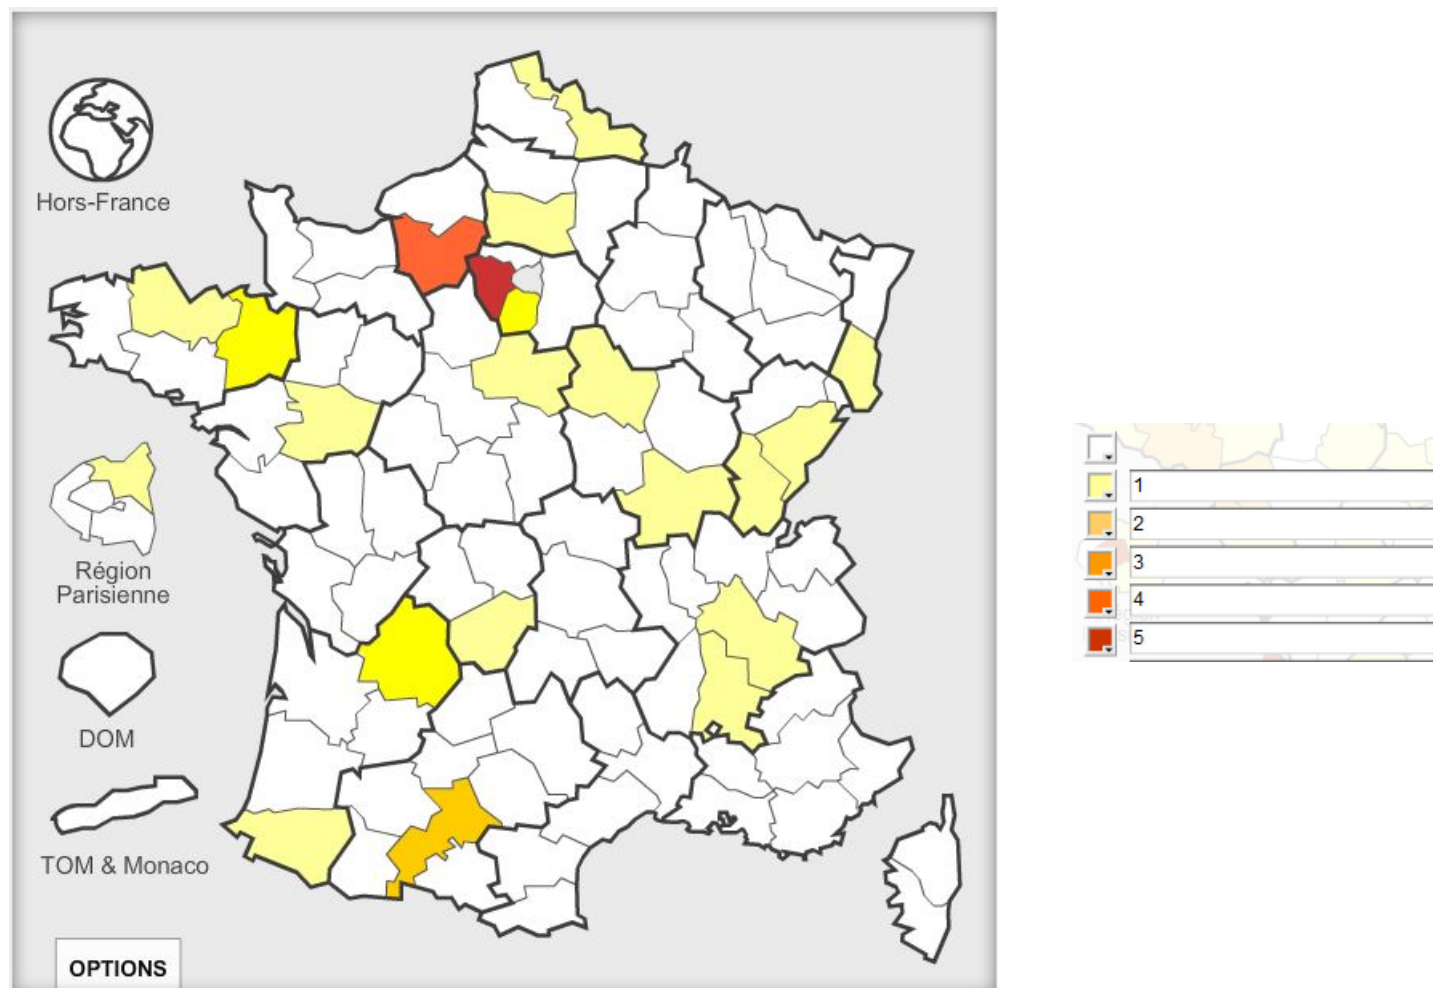 Hors-France
Région
Parisienne
DOM
TOM & Monaco
OPTIONS
1
2
3
4
5